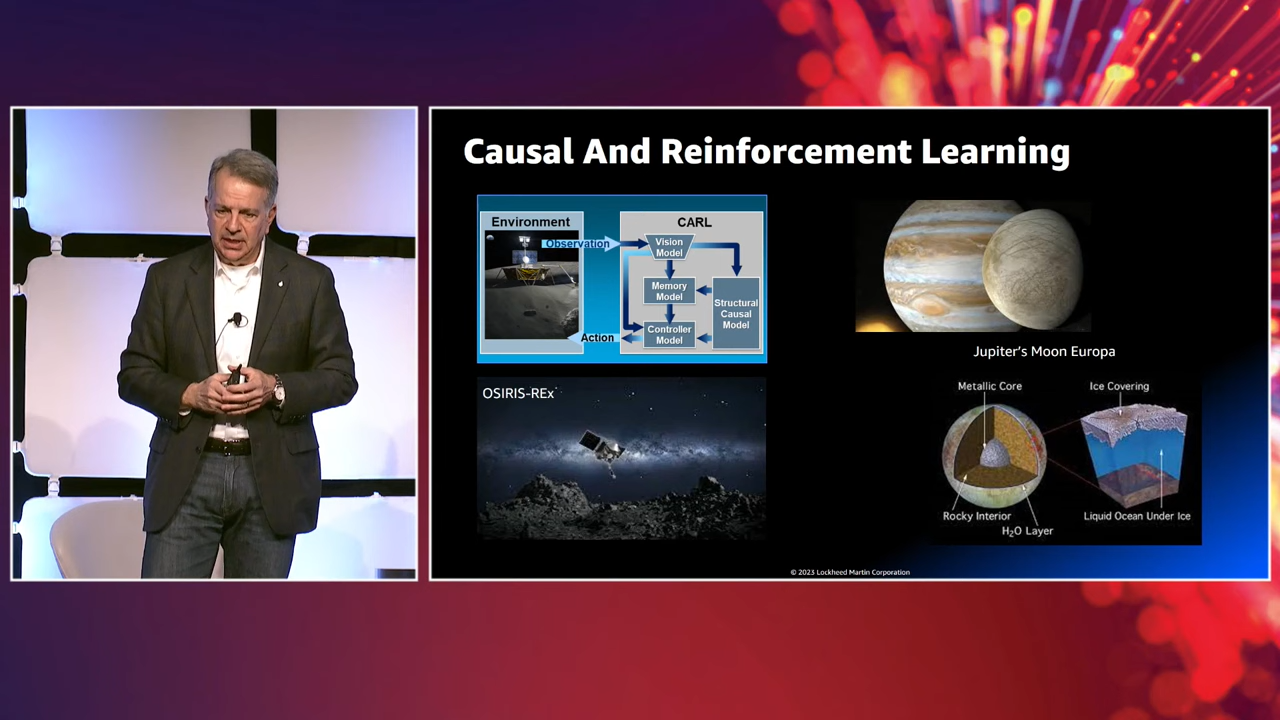 Causal And Reinforcement Learning
Environment
CARL
Observation
Vision
Model
Memory
Model
Structural
Causal
Model
Controller
Model
Action
Jupiter's Moon Europa
OSIRIS-REx
Metallic Core
Ice Covering
Rocky Interior
Liquid Ocean Under Ice
H₂O Layer
© 2023 Lockheed Martin Corporation